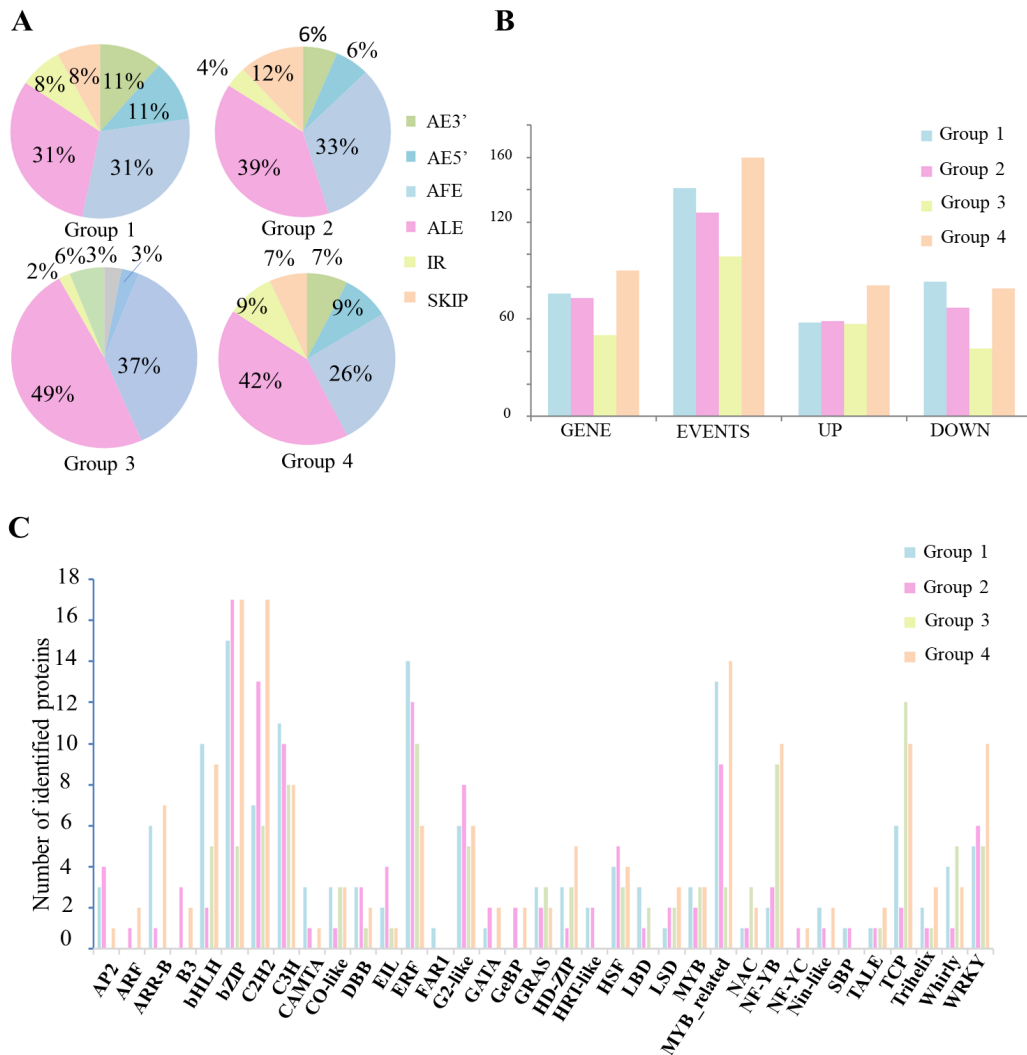 A
8%
8%
11%
11%
31%
31%
Group 1
4%
12%
6%
6%
33%
39%
Group 2
2%
6%
3%
3%
37%
49%
Group 3
7%
7%
9%
9%
26%
42%
Group 4
AE3’
AE5’
AFE
ALE
IR
SKIP
B
160
120
60
0
GENE
EVENTS
UP
DOWN
Group 1
Group 2
Group 3
Group 4
C
Number of identified proteins
18
16
14
12
10
8
6
4
2
0
AP2
ARF
ARR-B
B3
bHLH
bZIP
C2H2
C3H
CAMTA
CO-like
DBB
EIL
ERF
FAR1
G2-like
GATA
GeBP
GRAS
HD-ZIP
HRT-like
HSF
LBD
LSD
MYB
MYB_related
NAC
NF-YB
NF-YC
Nin-like
SBP
TALE
TCP
Trihelix
Whirly
WRKY
Group 1
Group 2
Group 3
Group 4